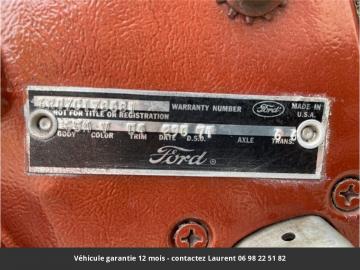 WARRANTY NUMBER
Ford
MADE IN
U.S.A.
NOT FOR TITLE OR REGISTRATION
BODY COLOR TRIM DATE D.S.O. AXLE TRANS.
Ford ®
Véhicule garantie 12 mois - contactez Laurent 06 98 22 51 82